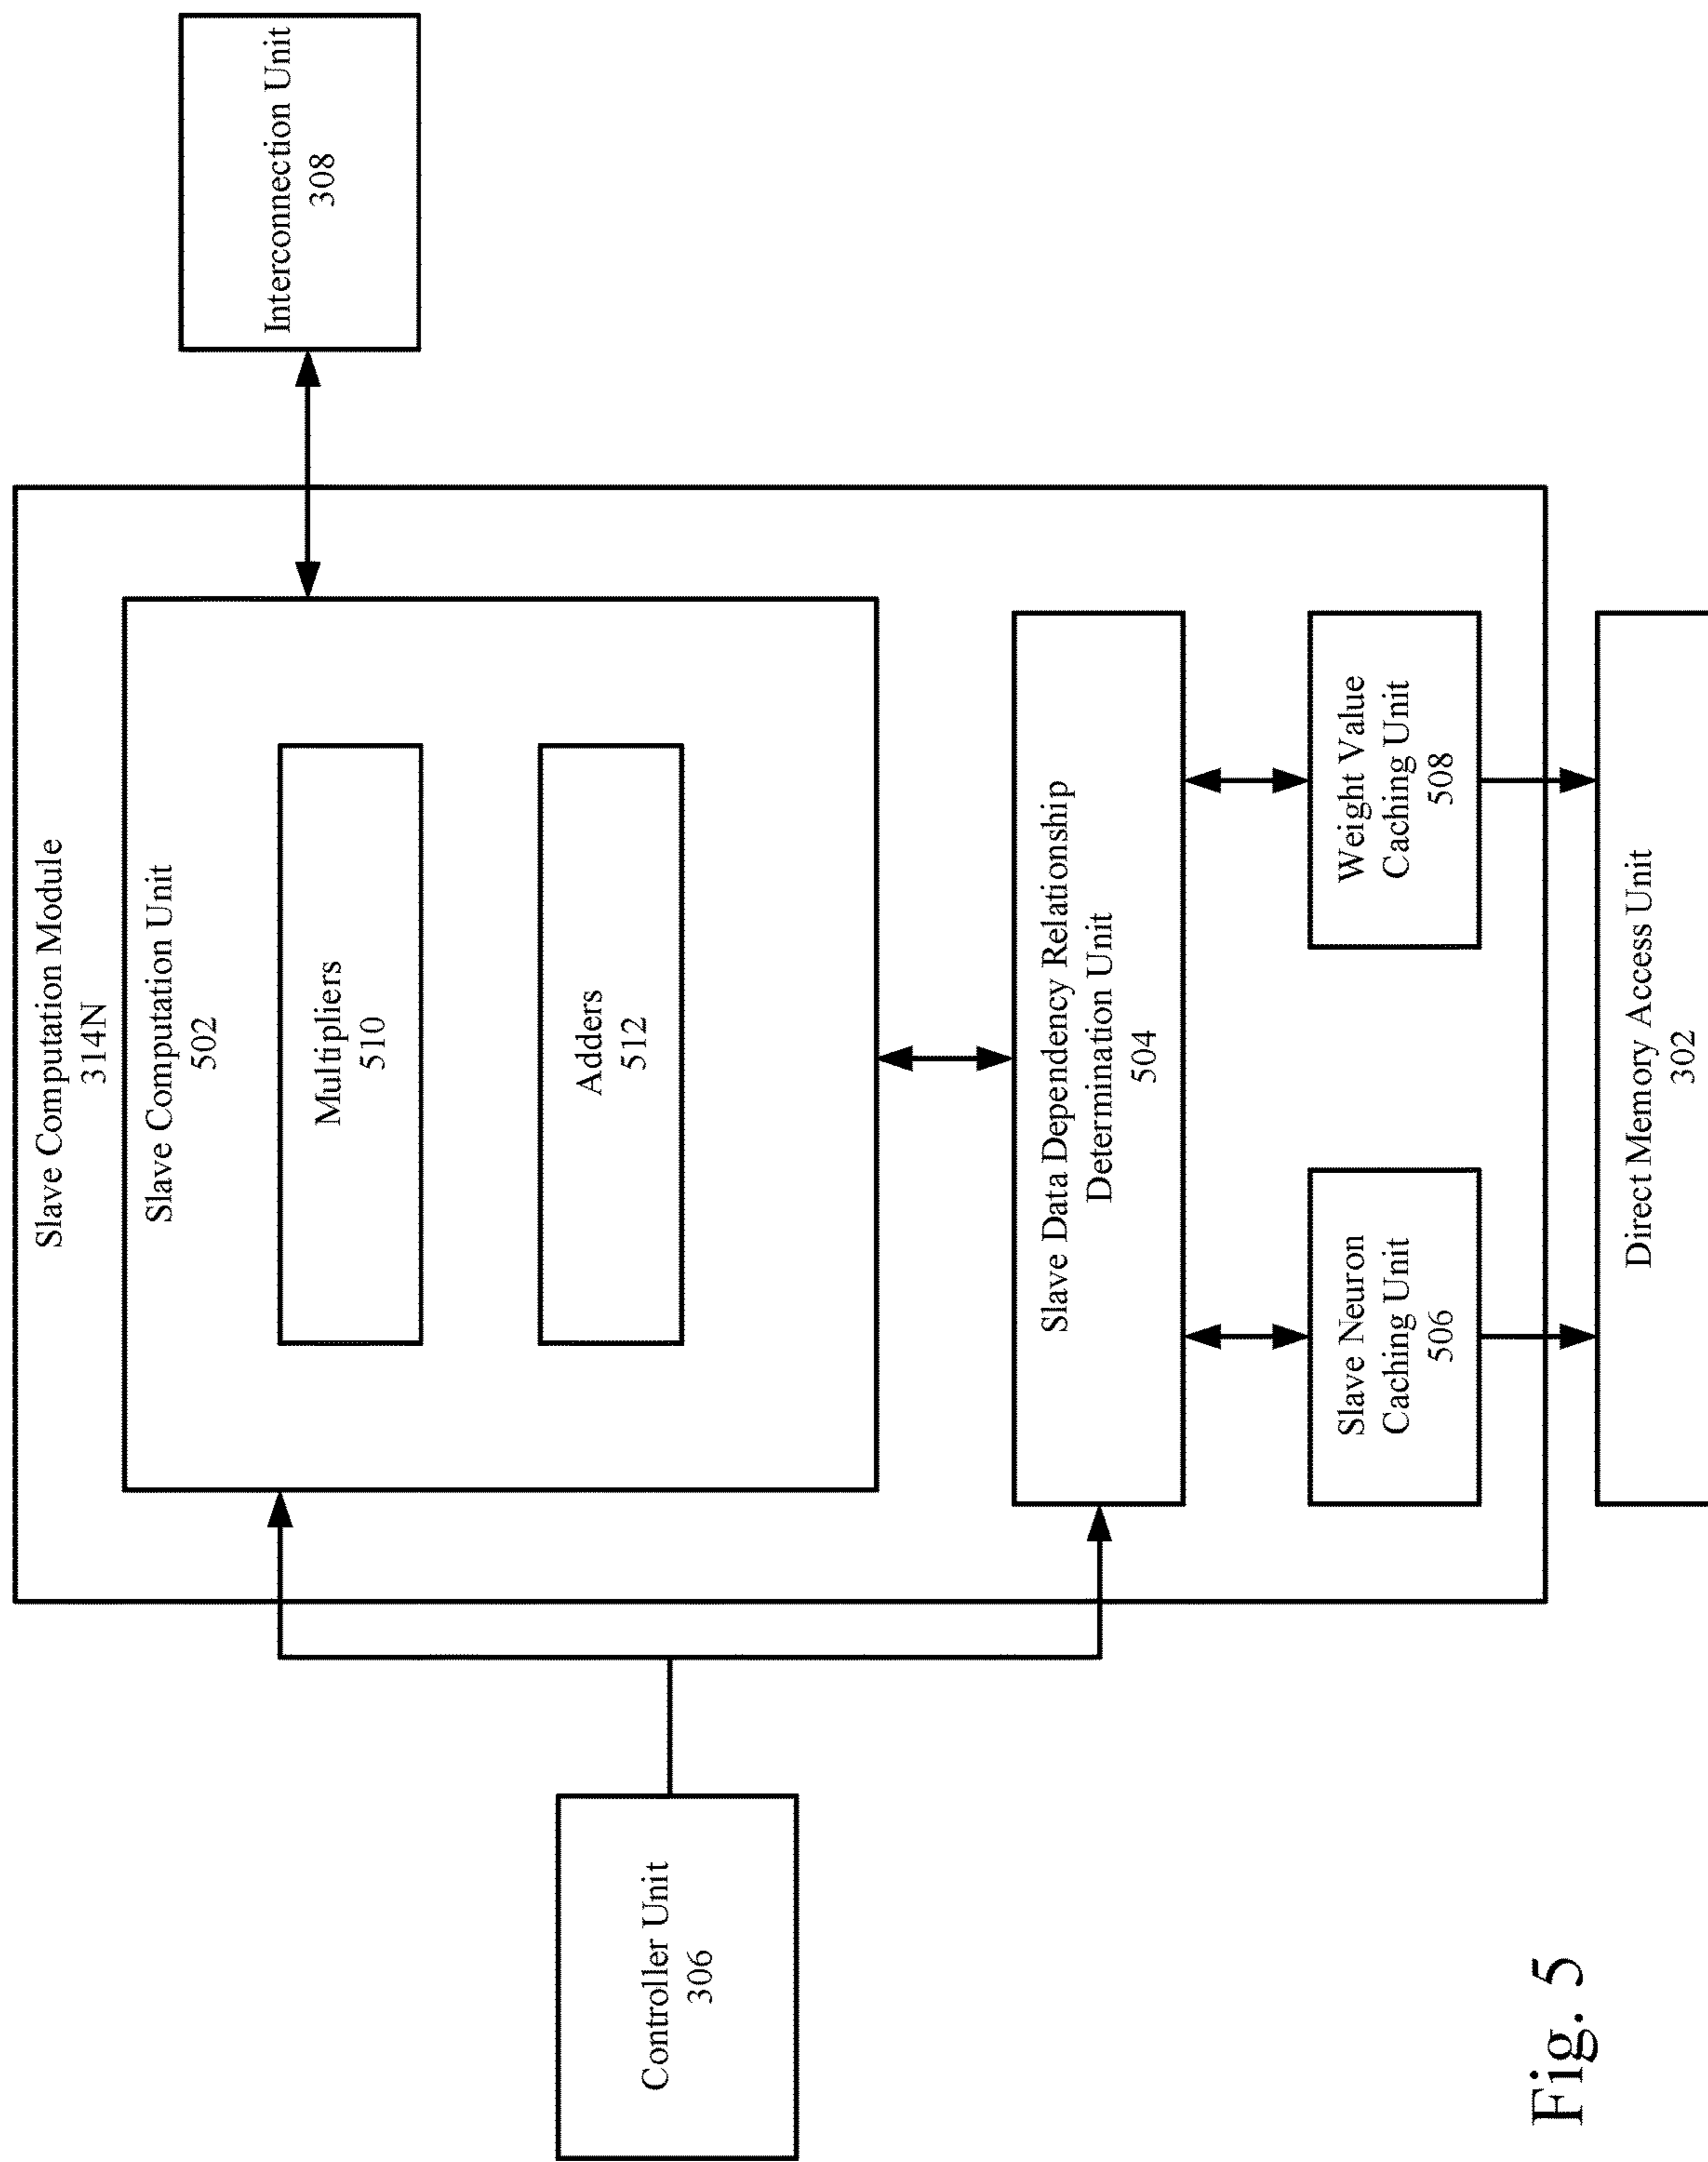 Slave Computation Module
314N
Slave Computation Unit
502
Multipliers
510
Adders
512
Interconnection Unit
308
Controller Unit
306
Slave Data Dependency Relationship
Determination Unit
504
Slave Neuron
Caching Unit
506
Weight Value
Caching Unit
508
Direct Memory Access Unit
302
Fig. 5